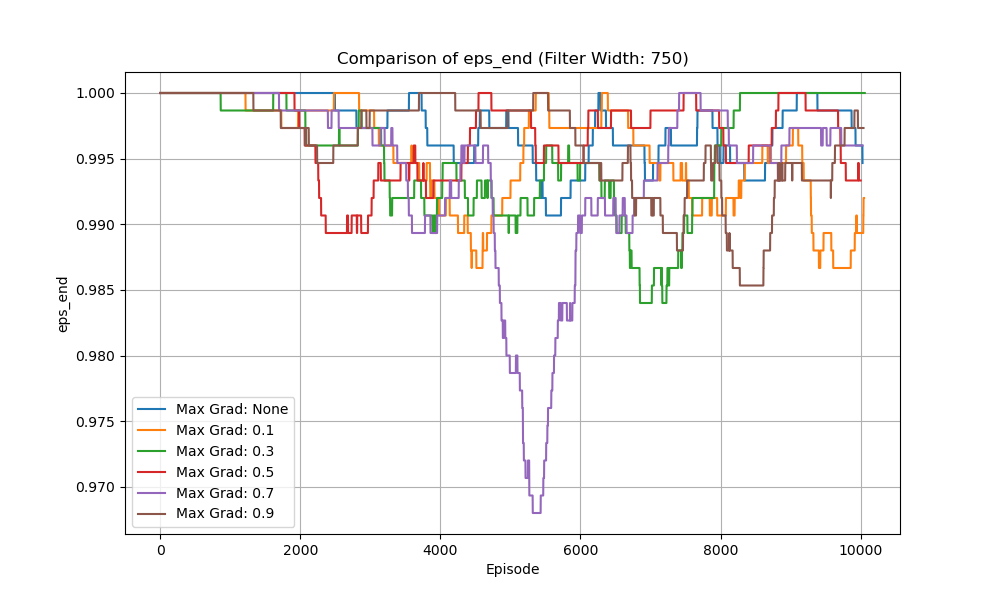 Comparison of eps_end (Filter Width: 750)
1.000
0.995
0.990
0.985
0.980
0.975
0.970
eps_end
Max Grad: None
Max Grad: 0.1
Max Grad: 0.3
Max Grad: 0.5
Max Grad: 0.7
Max Grad: 0.9
0
2000
4000
6000
8000
10000
Episode